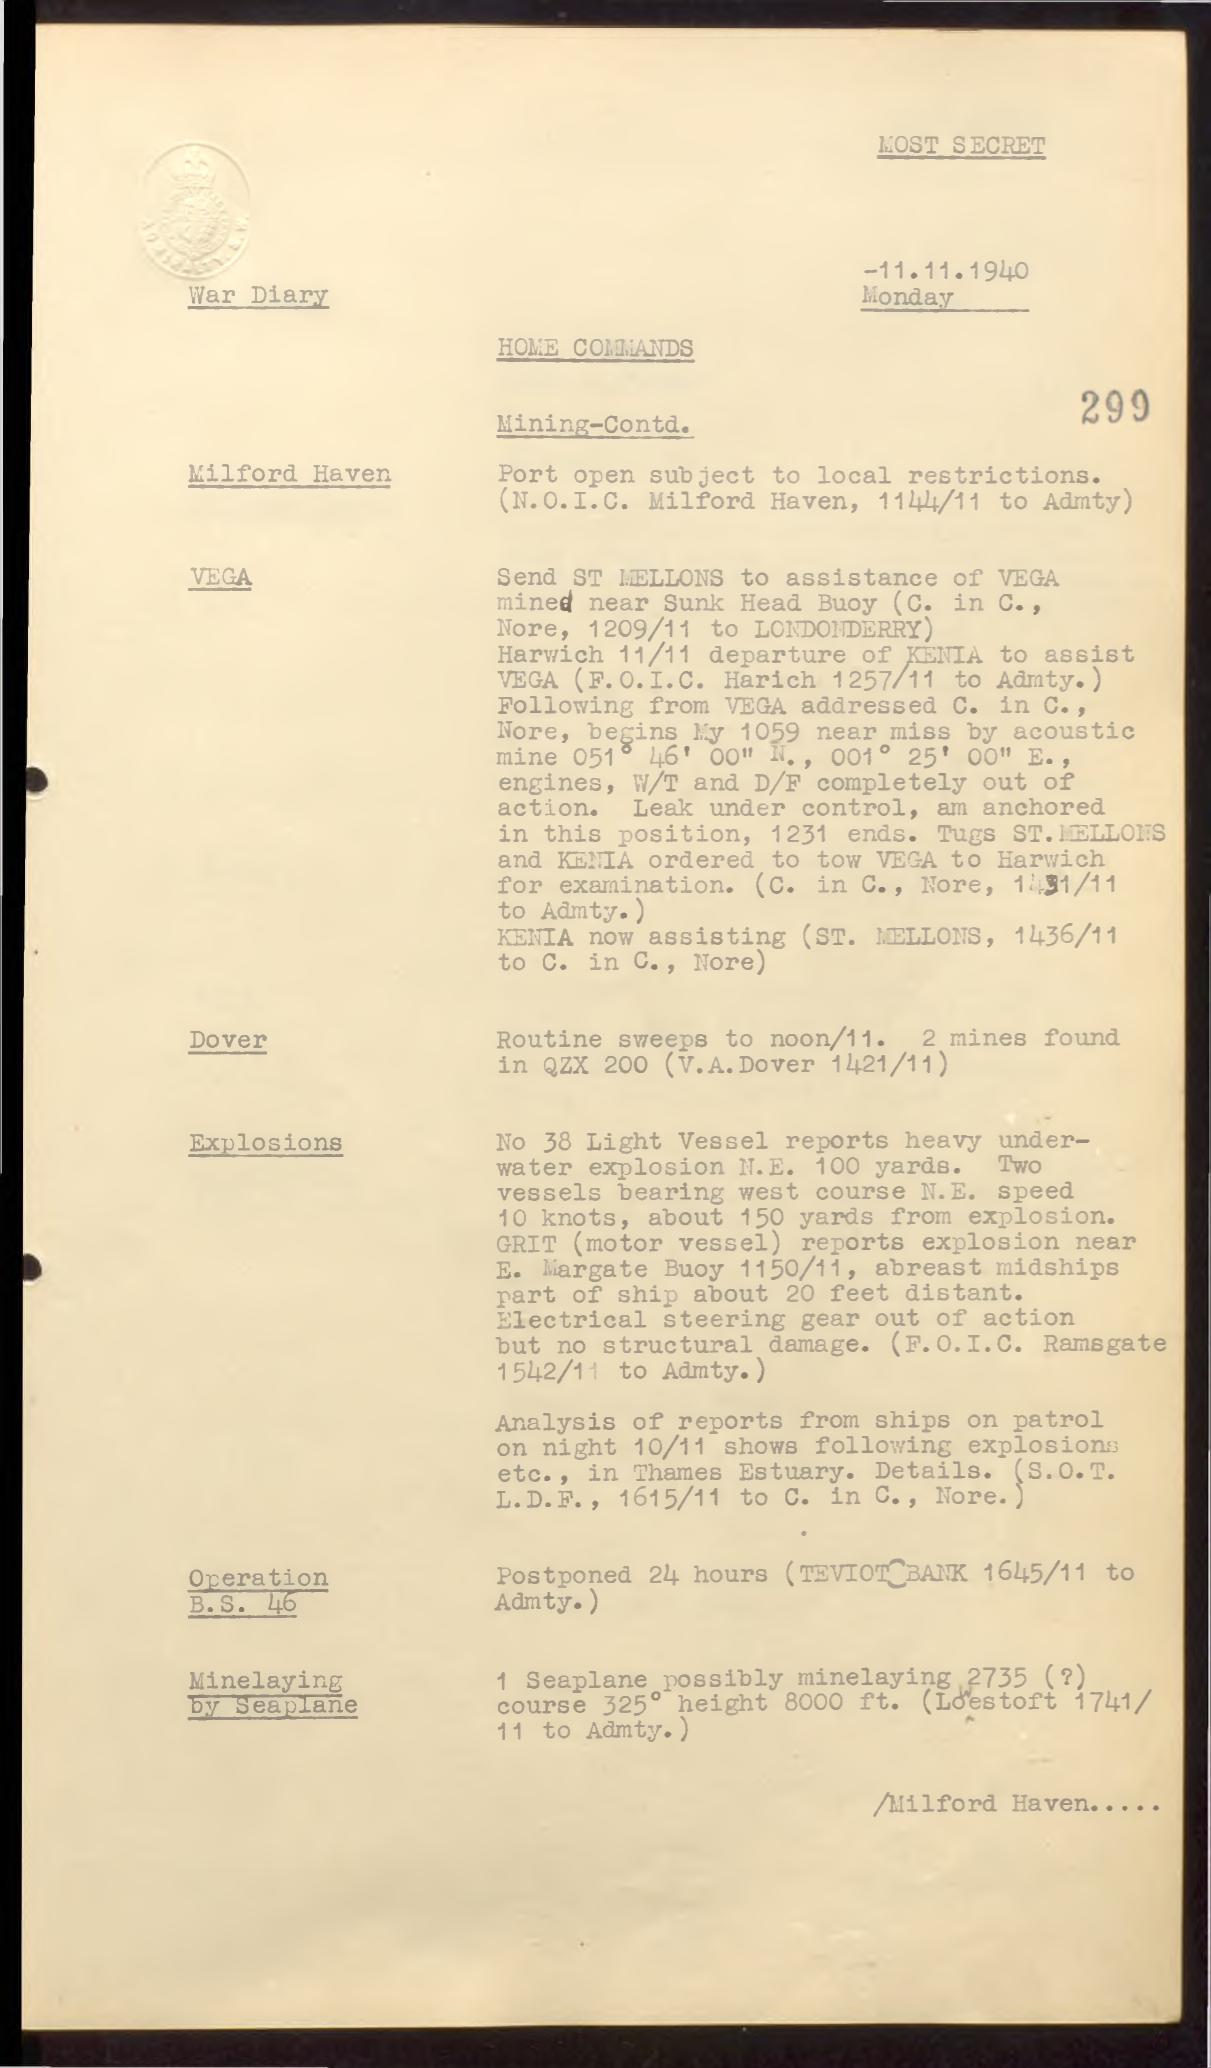 MOST SECRET
-11.11.1940
War Diary
Monday
HOME COMMANDS
299
Mining-Contd.
Milford Haven
Port open subject to local restrictions.
(N.O.I.C. Milford Haven, 1144/11 to Admty)
VEGA
Send ST MELLONS to assistance of VEGA
mined near Sunk Head Buoy (C. in C.,
Nore, 1209/11 to LONDONDERRY)
Harwich 11/11 departure of KENIA to assist
VEGA (F.O.I.C. Harich 1257/11 to Admty.)
Following from VEGA addressed C. in C.,
Nore, begins My 1059 near miss by acoustic
mine 051° 46' 00" N., 001° 25' 00" E.,
engines, W/T and D/F completely out of
action. Leak under control, am anchored
in this position, 1231 ends. Tugs ST.MELLONS
and KENIA ordered to tow VEGA to Harwich
for examination. (C. in C., Nore, 1431/11
to Admty.)
KENIA now assisting (ST. MELLONS, 1436/11
to C. in C., Nore)
Dover
Routine sweeps to noon/11. 2 mines found
in QZX 200 (V.A.Dover 1421/11)
Explosions
No 38 Light Vessel reports heavy under-
water explosion N.E. 100 yards. Two
vessels bearing west course N.E. speed
10 knots, about 150 yards from explosion.
GRIT (motor vessel) reports explosion near
E. Margate Buoy 1150/11, abreast midships
part of ship about 20 feet distant.
Electrical steering gear out of action
but no structural damage. (F.O.I.C. Ramsgate
1542/11 to Admty.)
Analysis of reports from ships on patrol
on night 10/11 shows following explosions
etc., in Thames Estuary. Details. (S.O.T.
L.D.F., 1615/11 to C. in C., Nore.)
Operation
B.S. 46
Postponed 24 hours (TEVIOT BANK 1645/11 to
Admty.)
Minelaying
by Seaplane
1 Seaplane possibly minelaying 2735 (?)
course 325° height 8000 ft. (Lowestoft 1741/
11 to Admty.)
/Milford Haven.....